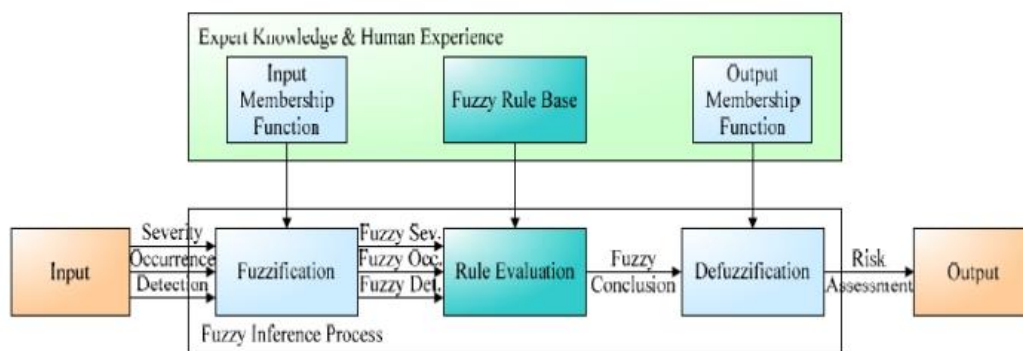 Expert Knowledge & Human Experience
Input
Membership
Function
Fuzzy Rule Base
Output
Membership
Function
Input
Severity
Occurrence
Detection
Fuzzification
Fuzzy Sev.
Fuzzy Occ.
Fuzzy Det.
Rule Evaluation
Fuzzy
Conclusion
Defuzzification
Risk
Assessment
Output
Fuzzy Inference Process